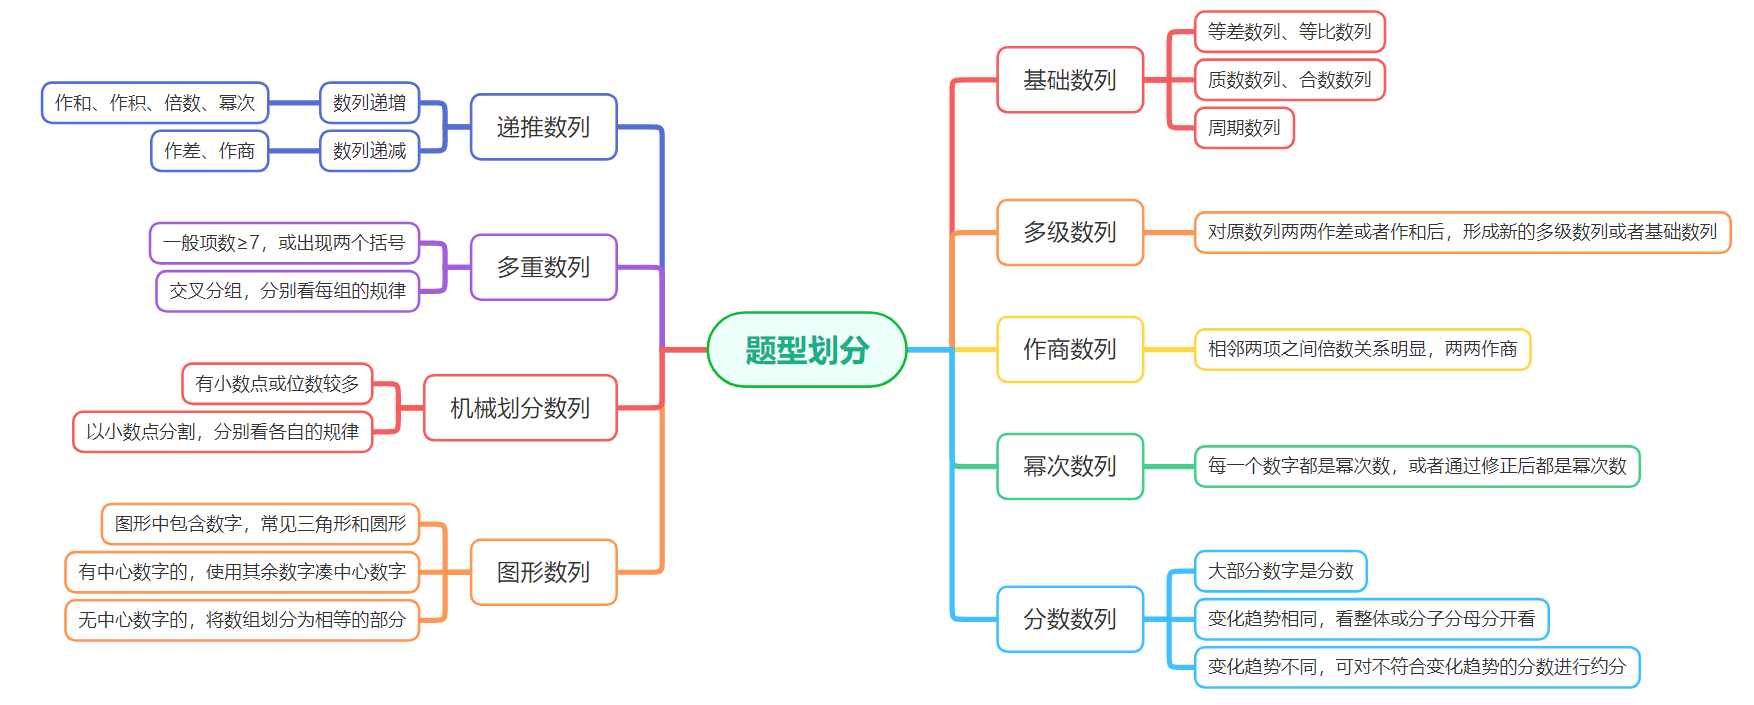 题型划分
基础数列
等差数列、等比数列
质数数列、合数数列
周期数列
多级数列
对原数列两两作差或者作和后，形成新的多级数列或者基础数列
作商数列
相邻两项之间倍数关系明显，两两作商
幂次数列
每一个数字都是幂次数，或者通过修正后都是幂次数
分数数列
大部分数字是分数
变化趋势相同，看整体或分子分母分开看
变化趋势不同，可对不符合变化趋势的分数进行约分
递推数列
数列递增
作和、作积、倍数、幂次
数列递减
作差、作商
多重数列
一般项数≥7，或出现两个括号
交叉分组，分别看每组的规律
机械划分数列
有小数点或位数较多
以小数点分割，分别看各自的规律
图形数列
图形中包含数字，常见三角形和圆形
有中心数字的，使用其余数字凑中心数字
无中心数字的，将数组划分为相等的部分